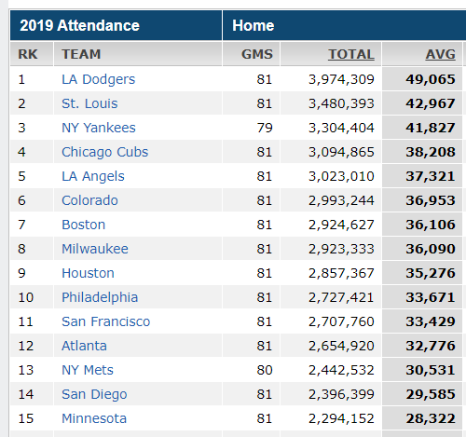 2019 Attendance Home
RK TEAM GMS TOTAL AVG
1 LA Dodgers 81 3,974,309 49,065
2 St. Louis 81 3,480,393 42,967
3 NY Yankees 79 3,304,404 41,827
4 Chicago Cubs 81 3,094,865 38,208
5 LA Angels 81 3,023,010 37,321
6 Colorado 81 2,993,244 36,953
7 Boston 81 2,924,627 36,106
8 Milwaukee 81 2,923,333 36,090
9 Houston 81 2,857,367 35,276
10 Philadelphia 81 2,727,421 33,671
11 San Francisco 81 2,707,760 33,429
12 Atlanta 81 2,654,920 32,776
13 NY Mets 80 2,442,532 30,531
14 San Diego 81 2,396,399 29,585
15 Minnesota 81 2,294,152 28,322